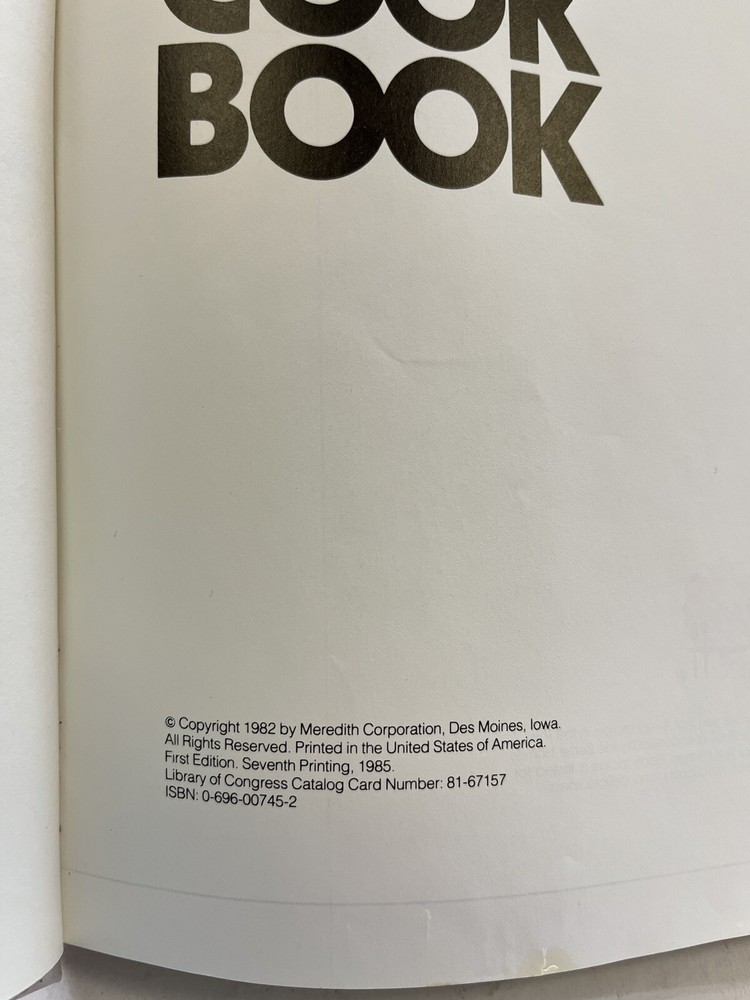 COOK
BOOK
© Copyright 1982 by Meredith Corporation, Des Moines, Iowa.
All Rights Reserved. Printed in the United States of America.
First Edition. Seventh Printing, 1985.
Library of Congress Catalog Card Number: 81-67157
ISBN: 0-696-00745-2